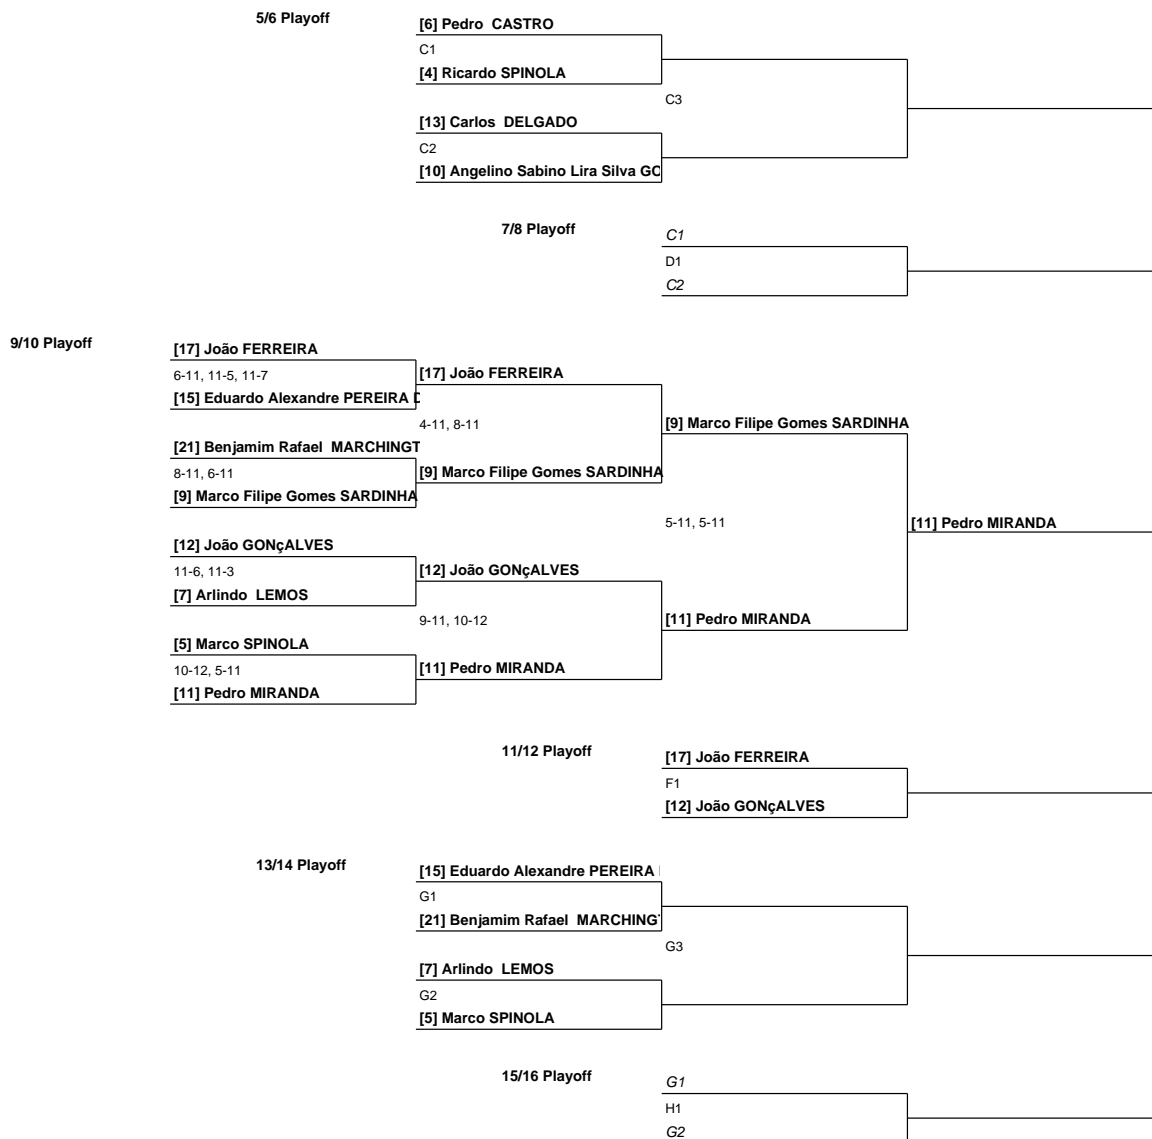 5/6 Playoff
[6] Pedro CASTRO
C1
[4] Ricardo SPINOLA
C3
[13] Carlos DELGADO
C2
[10] Angelino Sabino Lira Silva GO
7/8 Playoff
C1
D1
C2
9/10 Playoff
[17] João FERREIRA
6-11, 11-5, 11-7
[17] João FERREIRA
[15] Eduardo Alexandre PEREIRA D
4-11, 8-11
[9] Marco Filipe Gomes SARDINHA
[21] Benjamim Rafael MARCHINGT
8-11, 6-11
[9] Marco Filipe Gomes SARDINHA
[9] Marco Filipe Gomes SARDINHA
5-11, 5-11
[11] Pedro MIRANDA
[12] João GONçALVES
11-6, 11-3
[12] João GONçALVES
[7] Arlindo LEMOS
9-11, 10-12
[11] Pedro MIRANDA
[5] Marco SPINOLA
10-12, 5-11
[11] Pedro MIRANDA
[11] Pedro MIRANDA
11/12 Playoff
[17] João FERREIRA
F1
[12] João GONçALVES
13/14 Playoff
[15] Eduardo Alexandre PEREIRA
G1
[21] Benjamim Rafael MARCHINGT
G3
[7] Arlindo LEMOS
G2
[5] Marco SPINOLA
15/16 Playoff
G1
H1
G2